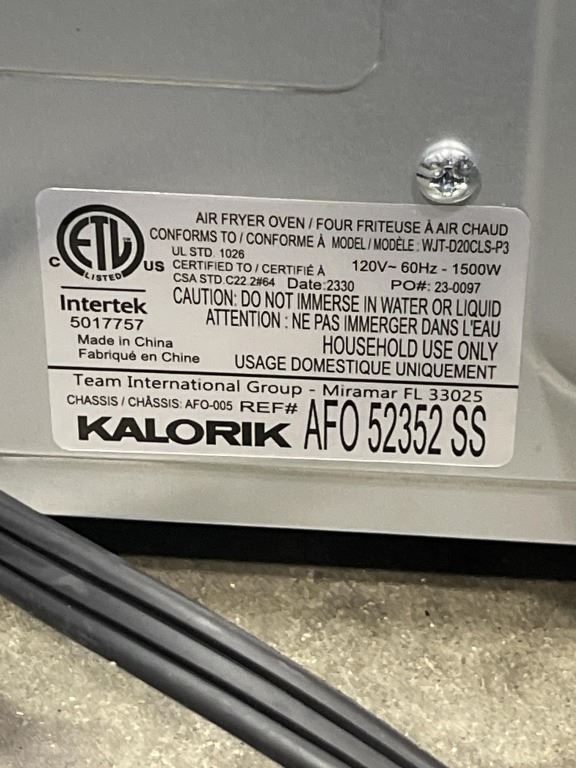 AIR FRYER OVEN / FOUR FRITEUSE À AIR CHAUD
CONFORMS TO / CONFORME À MODEL / MODÈLE : WJT-D20CLS-P3
UL STD. 1026
CERTIFIED TO / CERTIFIÉ À 120V~ 60Hz - 1500W
CSA STD.C22.2#64 Date:2330 PO#: 23-0097
ETL
LISTED
C US
Intertek
5017757
Made in China
Fabriqué en Chine
CAUTION: DO NOT IMMERSE IN WATER OR LIQUID
ATTENTION : NE PAS IMMERGER DANS L'EAU
HOUSEHOLD USE ONLY
USAGE DOMESTIQUE UNIQUEMENT
Team International Group - Miramar FL 33025
CHASSIS / CHÂSSIS: AFO-005 REF#
KALORIK AFO 52352 SS